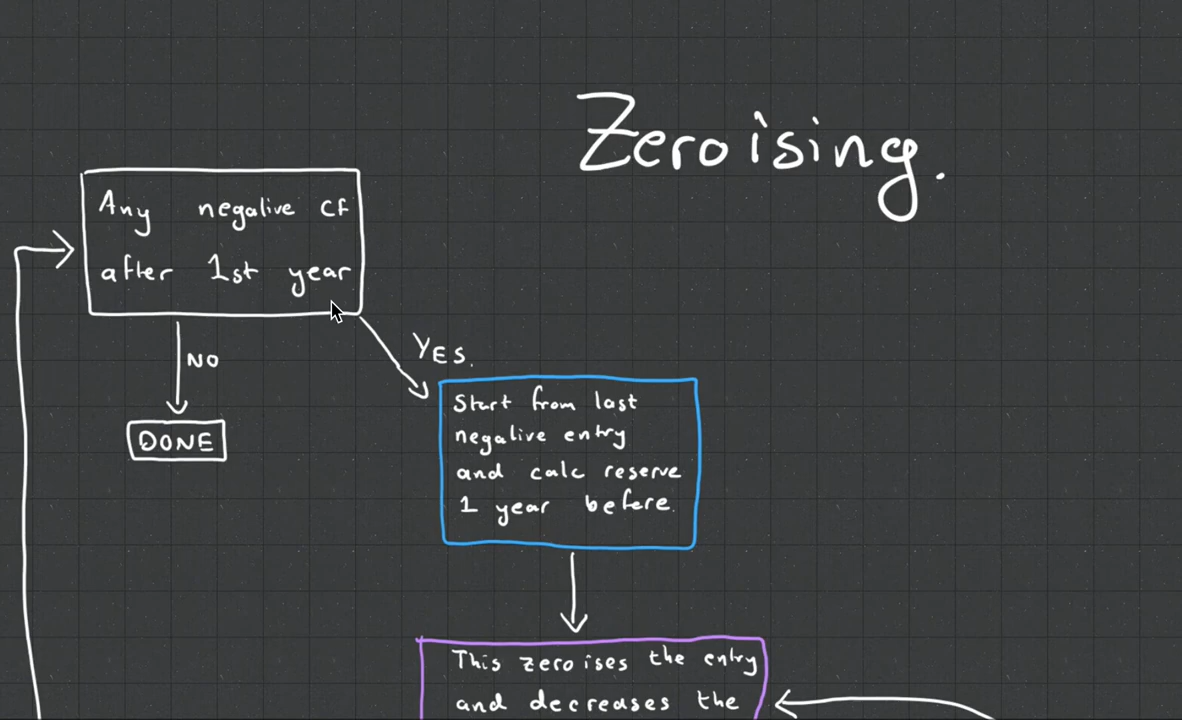 Zeroising.
Any negative CF
after 1st year
NO
YES.
DONE
Start from last
negative entry
and calc reserve
1 year before.
This zeroises the entry
and decreases the